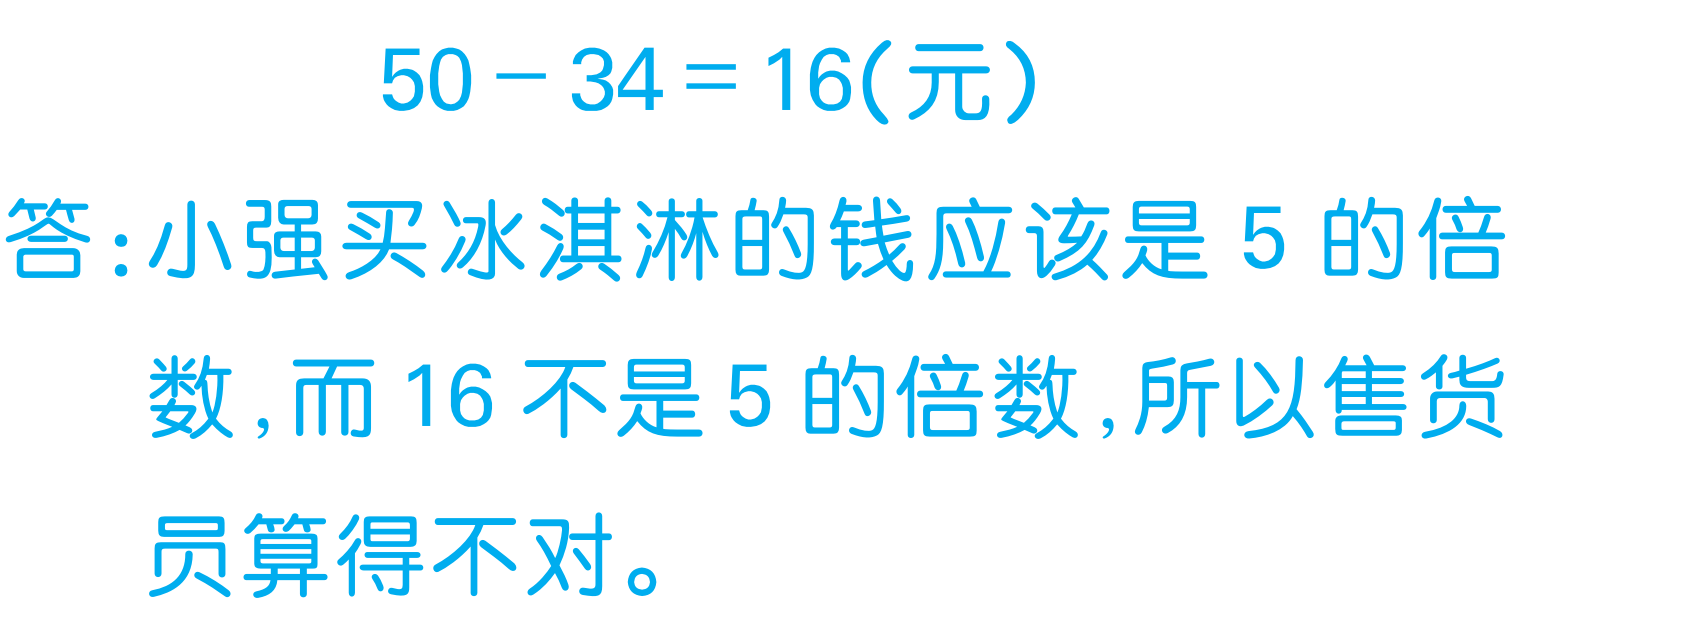 50－34＝16(元)
答:小强买冰淇淋的钱应该是 5 的倍
数,而 16 不是 5 的倍数,所以售货
员算得不对。